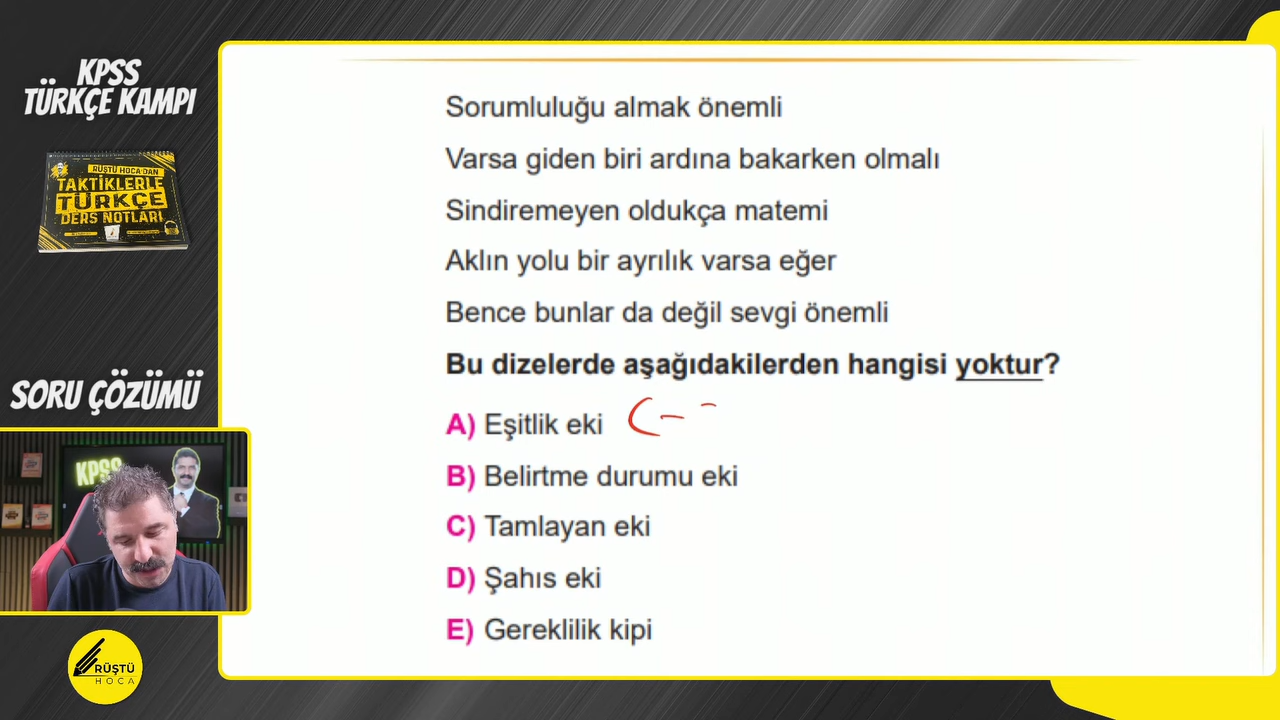 KPSS
TÜRKÇE KAMPI
RÜŞTÜ HOCA'DAN
TAKTİKLERLE
TÜRKÇE
DERS NOTLARI
SORU ÇÖZÜMÜ
KPSS
RÜŞTÜ
HOCA
Sorumluluğu almak önemli
Varsa giden biri ardına bakarken olmalı
Sindiremeyen oldukça matemi
Aklın yolu bir ayrılık varsa eğer
Bence bunlar da değil sevgi önemli
Bu dizelerde aşağıdakilerden hangisi yoktur?
A) Eşitlik eki
B) Belirtme durumu eki
C) Tamlayan eki
D) Şahıs eki
E) Gereklilik kipi